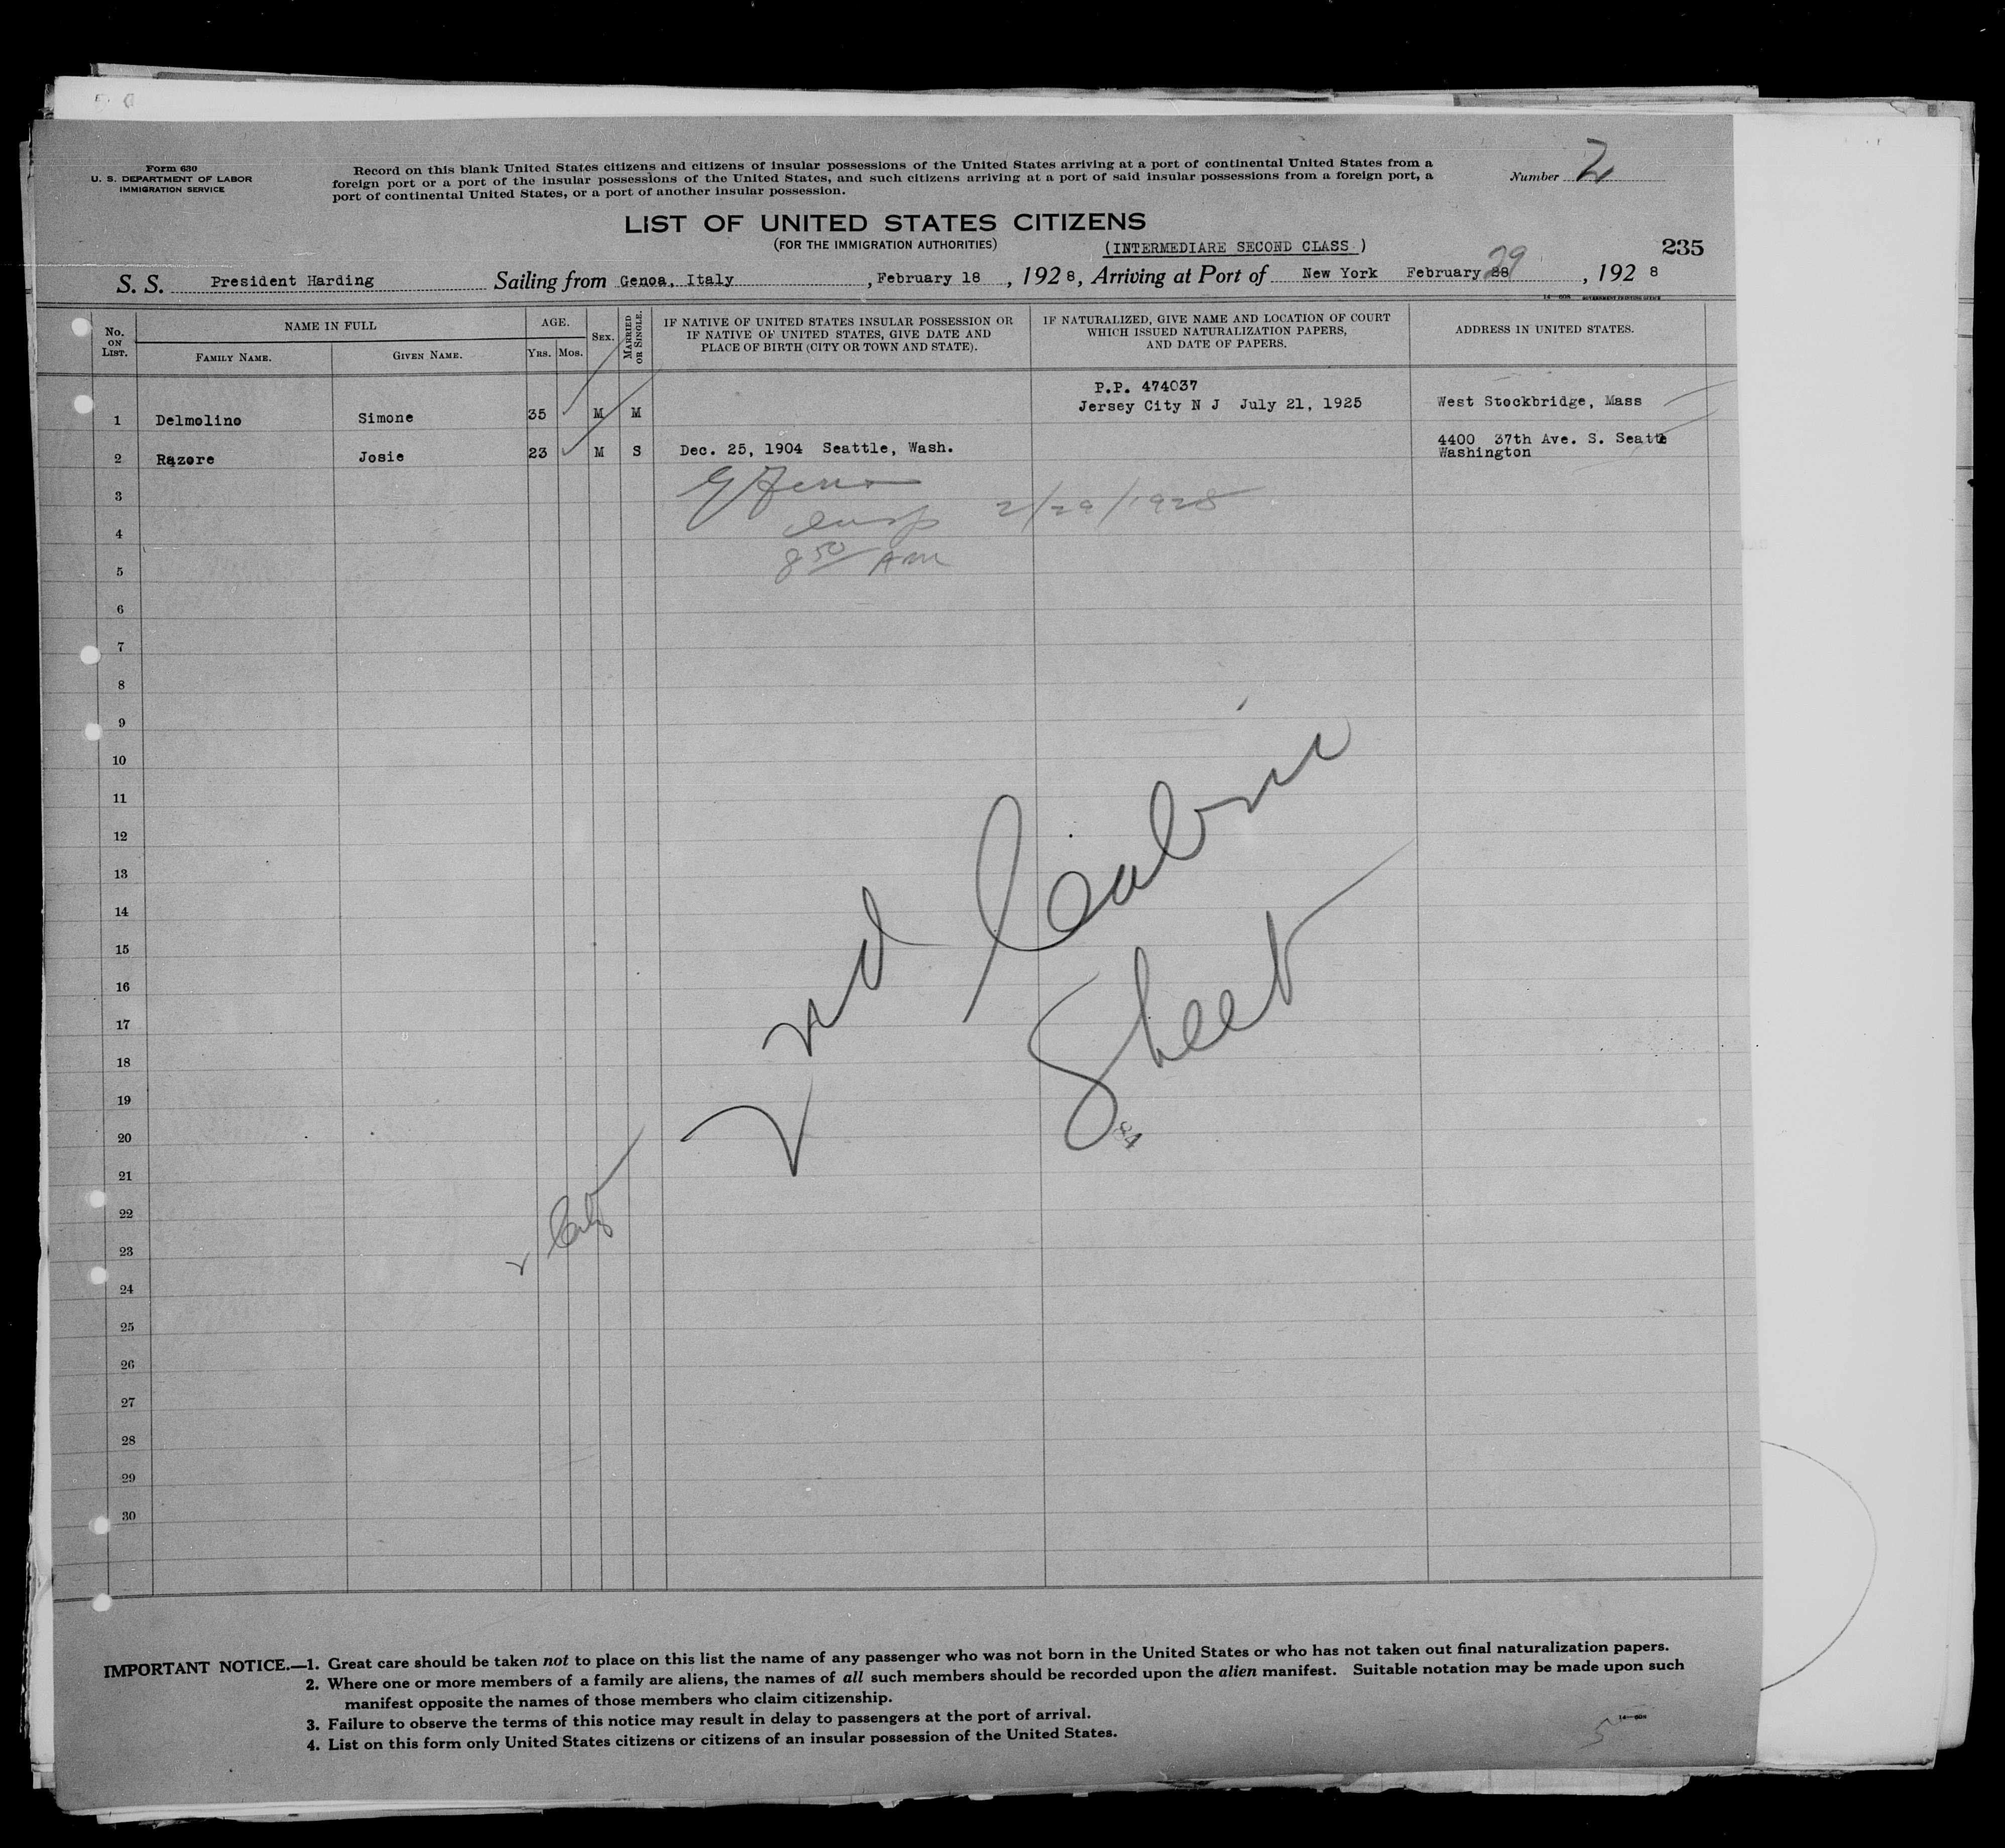 Form 630
U. S. DEPARTMENT OF LABOR
IMMIGRATION SERVICE
Record on this blank United States citizens and citizens of insular possessions of the United States arriving at a port of continental United States from a
foreign port or a port of the insular possessions of the United States, and such citizens arriving at a port of said insular possessions from a foreign port, a
port of continental United States, or a port of another insular possession.
Number 2
LIST OF UNITED STATES CITIZENS
(FOR THE IMMIGRATION AUTHORITIES)
(INTERMEDIARE SECOND CLASS )
235
S. S. President Harding Sailing from Genoa, Italy , February 18 , 1928, Arriving at Port of New York February 29 , 1928
No. ON LIST.
NAME IN FULL
FAMILY NAME.
GIVEN NAME.
AGE.
YRS.
MOS.
SEX.
MARRIED OR SINGLE.
IF NATIVE OF UNITED STATES INSULAR POSSESSION OR
IF NATIVE OF UNITED STATES, GIVE DATE AND
PLACE OF BIRTH (CITY OR TOWN AND STATE).
IF NATURALIZED, GIVE NAME AND LOCATION OF COURT
WHICH ISSUED NATURALIZATION PAPERS,
AND DATE OF PAPERS.
ADDRESS IN UNITED STATES.
P.P. 474037
1 Delmolino Simone 35 M M Jersey City N J July 21, 1925 West Stockbridge, Mass
2 Razore Josie 23 M S Dec. 25, 1904 Seattle, Wash. 4400 37th Ave. S. Seattle
Washington
3
4 Insp 2/29/1928
5 8 50 AM
6
7
8
9
10
11
12
13
14
15
16
17
18
19
20
21
22
23
24
25
26
27
28
29
30
2nd Cabin
Sheet
IMPORTANT NOTICE.—1. Great care should be taken not to place on this list the name of any passenger who was not born in the United States or who has not taken out final naturalization papers.
2. Where one or more members of a family are aliens, the names of all such members should be recorded upon the alien manifest. Suitable notation may be made upon such
manifest opposite the names of those members who claim citizenship.
3. Failure to observe the terms of this notice may result in delay to passengers at the port of arrival.
4. List on this form only United States citizens or citizens of an insular possession of the United States.